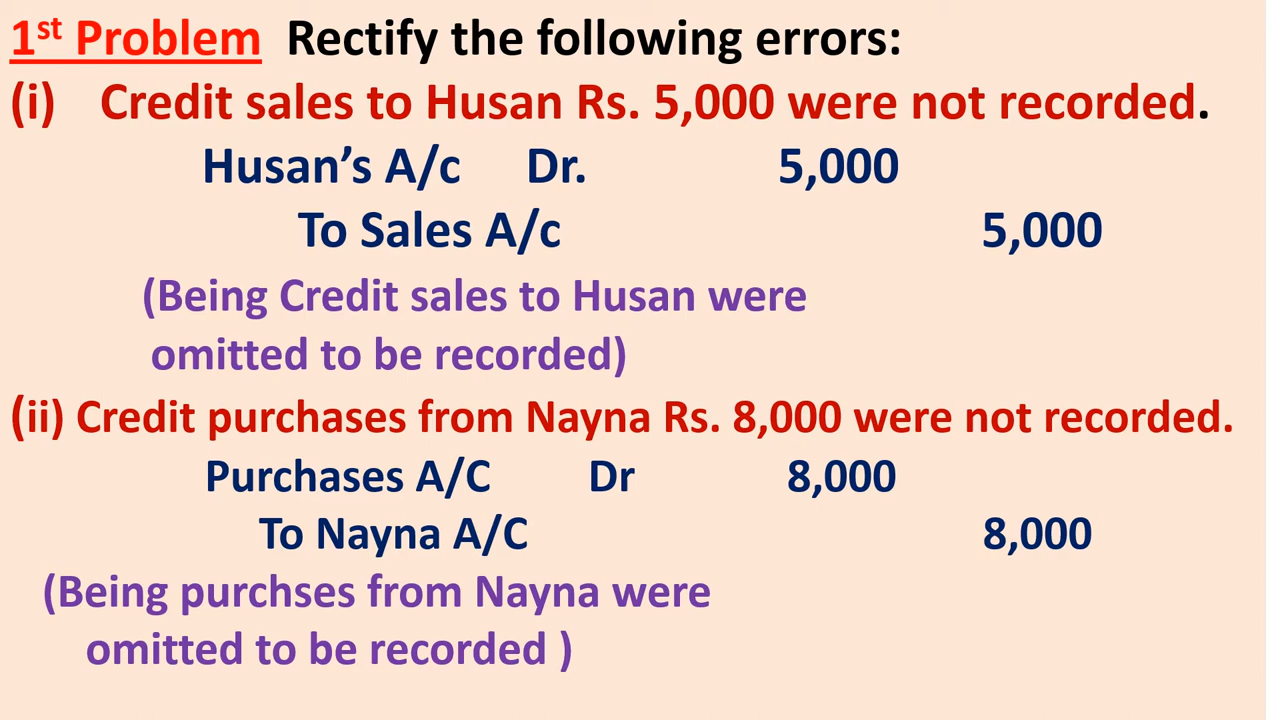 1st Problem Rectify the following errors:
(i) Credit sales to Husan Rs. 5,000 were not recorded.
Husan’s A/c Dr. 5,000
To Sales A/c 5,000
(Being Credit sales to Husan were
omitted to be recorded)
(ii) Credit purchases from Nayna Rs. 8,000 were not recorded.
Purchases A/C Dr 8,000
To Nayna A/C 8,000
(Being purchses from Nayna were
omitted to be recorded )